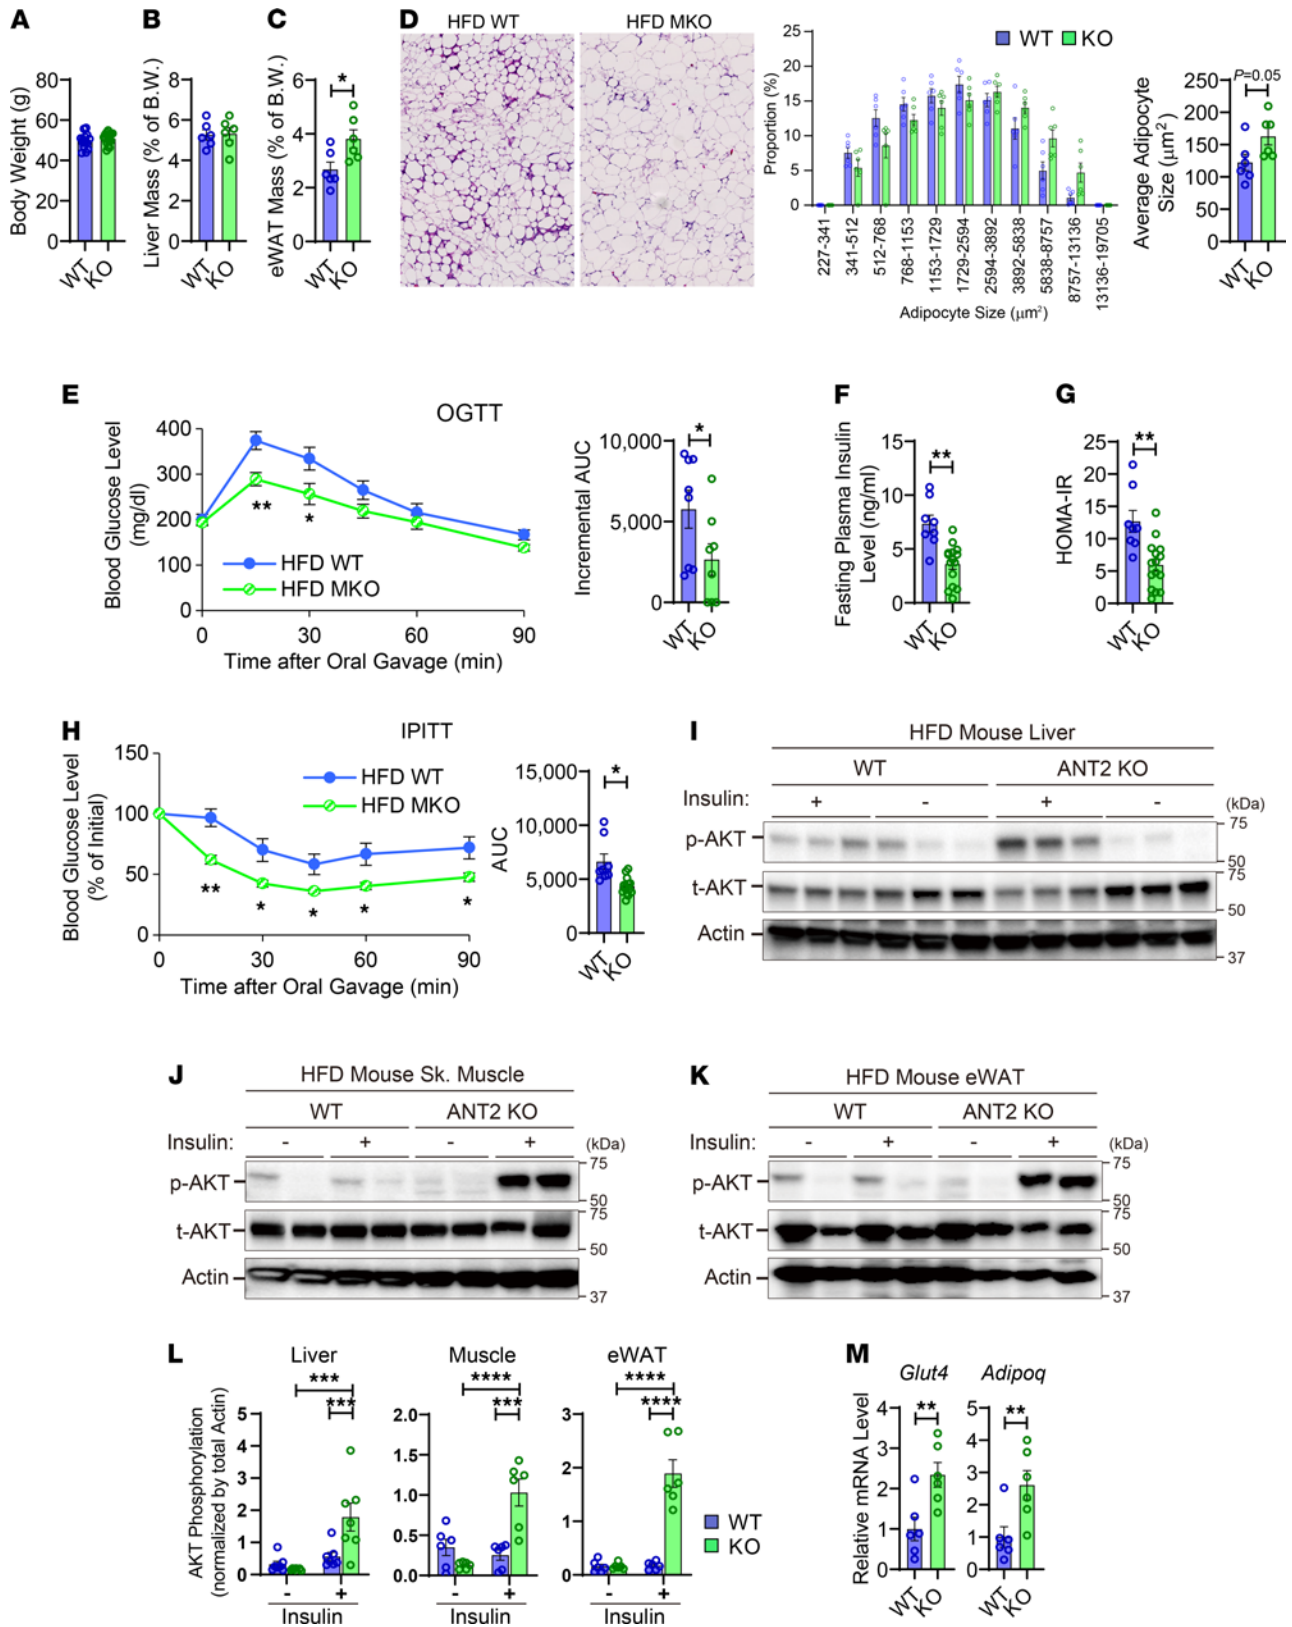 A
Body Weight (g)
80
60
40
20
0
WT
KO
B
Liver Mass (% of B.W.)
8
6
4
2
0
WT
KO
C
eWAT Mass (% of B.W.)
6
4
2
0
*
WT
KO
D
HFD WT
HFD MKO
WT
KO
Proportion (%)
25
20
15
10
5
0
227-341
341-512
512-768
768-1153
1153-1729
1729-2594
2594-3892
3892-5838
5838-8757
8757-13136
13136-19705
Adipocyte Size (μm²)
Average Adipocyte
Size (μm²)
P=0.05
250
200
150
100
50
0
WT
KO
E
OGTT
Blood Glucose Level
(mg/dl)
400
300
200
100
0
**
*
HFD WT
HFD MKO
0
30
60
90
Time after Oral Gavage (min)
Incremental AUC
10,000
5,000
0
*
WT
KO
F
Fasting Plasma Insulin
Level (ng/ml)
15
10
5
0
**
WT
KO
G
HOMA-IR
25
20
15
10
5
0
**
WT
KO
H
IPITT
Blood Glucose Level
(% of Initial)
150
100
50
0
HFD WT
HFD MKO
**
*
*
*
*
0
30
60
90
Time after Oral Gavage (min)
AUC
15,000
10,000
5,000
0
*
WT
KO
I
HFD Mouse Liver
WT
ANT2 KO
Insulin:
+
-
+
-
(kDa)
p-AKT
75
50
t-AKT
75
50
Actin
37
J
HFD Mouse Sk. Muscle
WT
ANT2 KO
Insulin:
-
+
-
+
(kDa)
p-AKT
75
50
t-AKT
75
50
Actin
37
K
HFD Mouse eWAT
WT
ANT2 KO
Insulin:
-
+
-
+
(kDa)
p-AKT
75
50
t-AKT
75
50
Actin
37
L
AKT Phosphorylation
(normalized by total Actin)
Liver
***
***
5
4
3
2
1
0
-
+
Insulin
Muscle
****
***
2.0
1.5
1.0
0.5
0.0
-
+
Insulin
eWAT
****
****
3
2
1
0
-
+
Insulin
WT
KO
M
Relative mRNA Level
Glut4
**
4
3
2
1
0
WT
KO
Adipoq
**
5
4
3
2
1
0
WT
KO